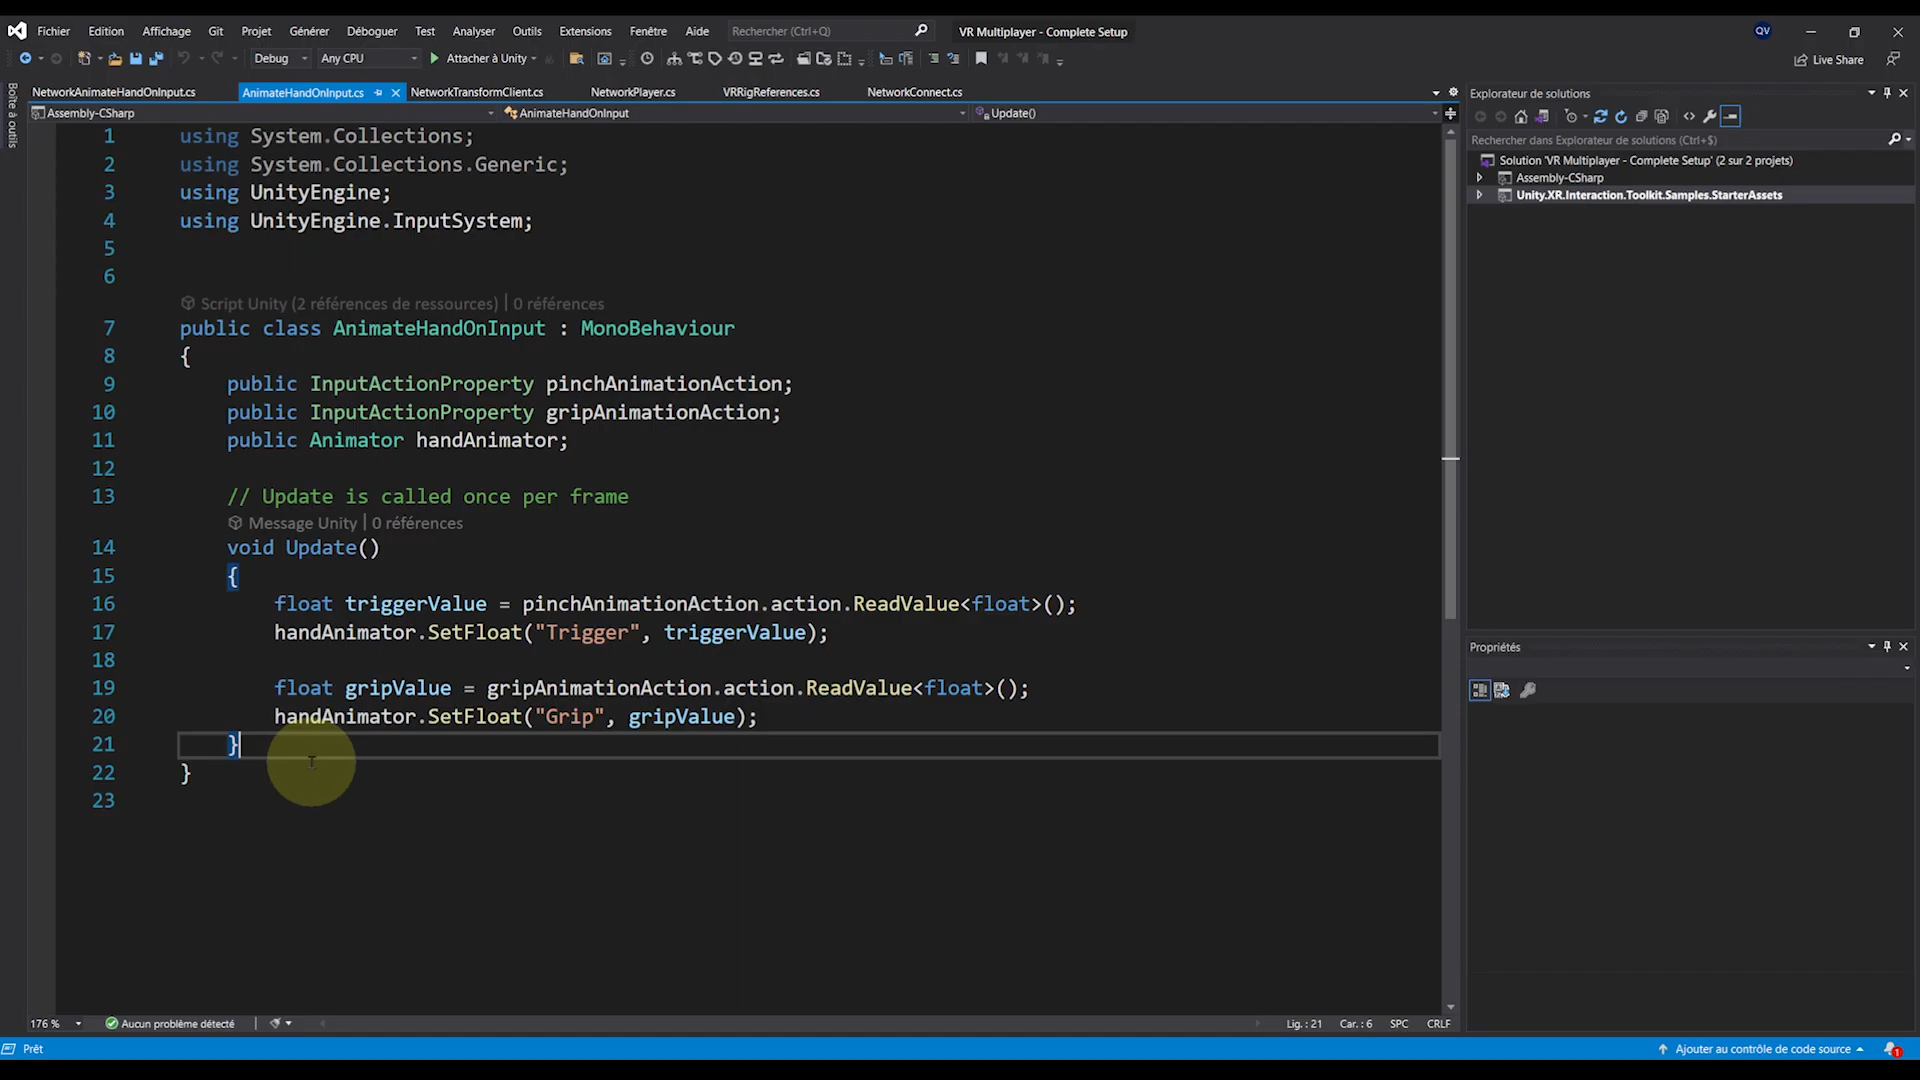 Fichier Edition Affichage Git Projet Générer Déboguer Test Analyser Outils Extensions Fenêtre Aide Rechercher (Ctrl+Q) VR Multiplayer - Complete Setup QV
Debug Any CPU Attacher à Unity Live Share
Boîte à outils
NetworkAnimateHandOnInput.cs AnimateHandOnInput.cs NetworkTransformClient.cs NetworkPlayer.cs VRRigReferences.cs NetworkConnect.cs
Assembly-CSharp AnimateHandOnInput Update()
1 using System.Collections;
2 using System.Collections.Generic;
3 using UnityEngine;
4 using UnityEngine.InputSystem;
5
6
Script Unity (2 références de ressources) | 0 références
7 public class AnimateHandOnInput : MonoBehaviour
8 {
9 public InputActionProperty pinchAnimationAction;
10 public InputActionProperty gripAnimationAction;
11 public Animator handAnimator;
12
13 // Update is called once per frame
Message Unity | 0 références
14 void Update()
15 {
16 float triggerValue = pinchAnimationAction.action.ReadValue<float>();
17 handAnimator.SetFloat("Trigger", triggerValue);
18
19 float gripValue = gripAnimationAction.action.ReadValue<float>();
20 handAnimator.SetFloat("Grip", gripValue);
21 }
22 }
23
176 % Aucun problème détecté Lig. : 21 Car. : 6 SPC CRLF
Explorateur de solutions
Rechercher dans Explorateur de solutions (Ctrl+$)
Solution 'VR Multiplayer - Complete Setup' (2 sur 2 projets)
Assembly-CSharp
Unity.XR.Interaction.Toolkit.Samples.StarterAssets
Propriétés
Prêt Ajouter au contrôle de code source 1